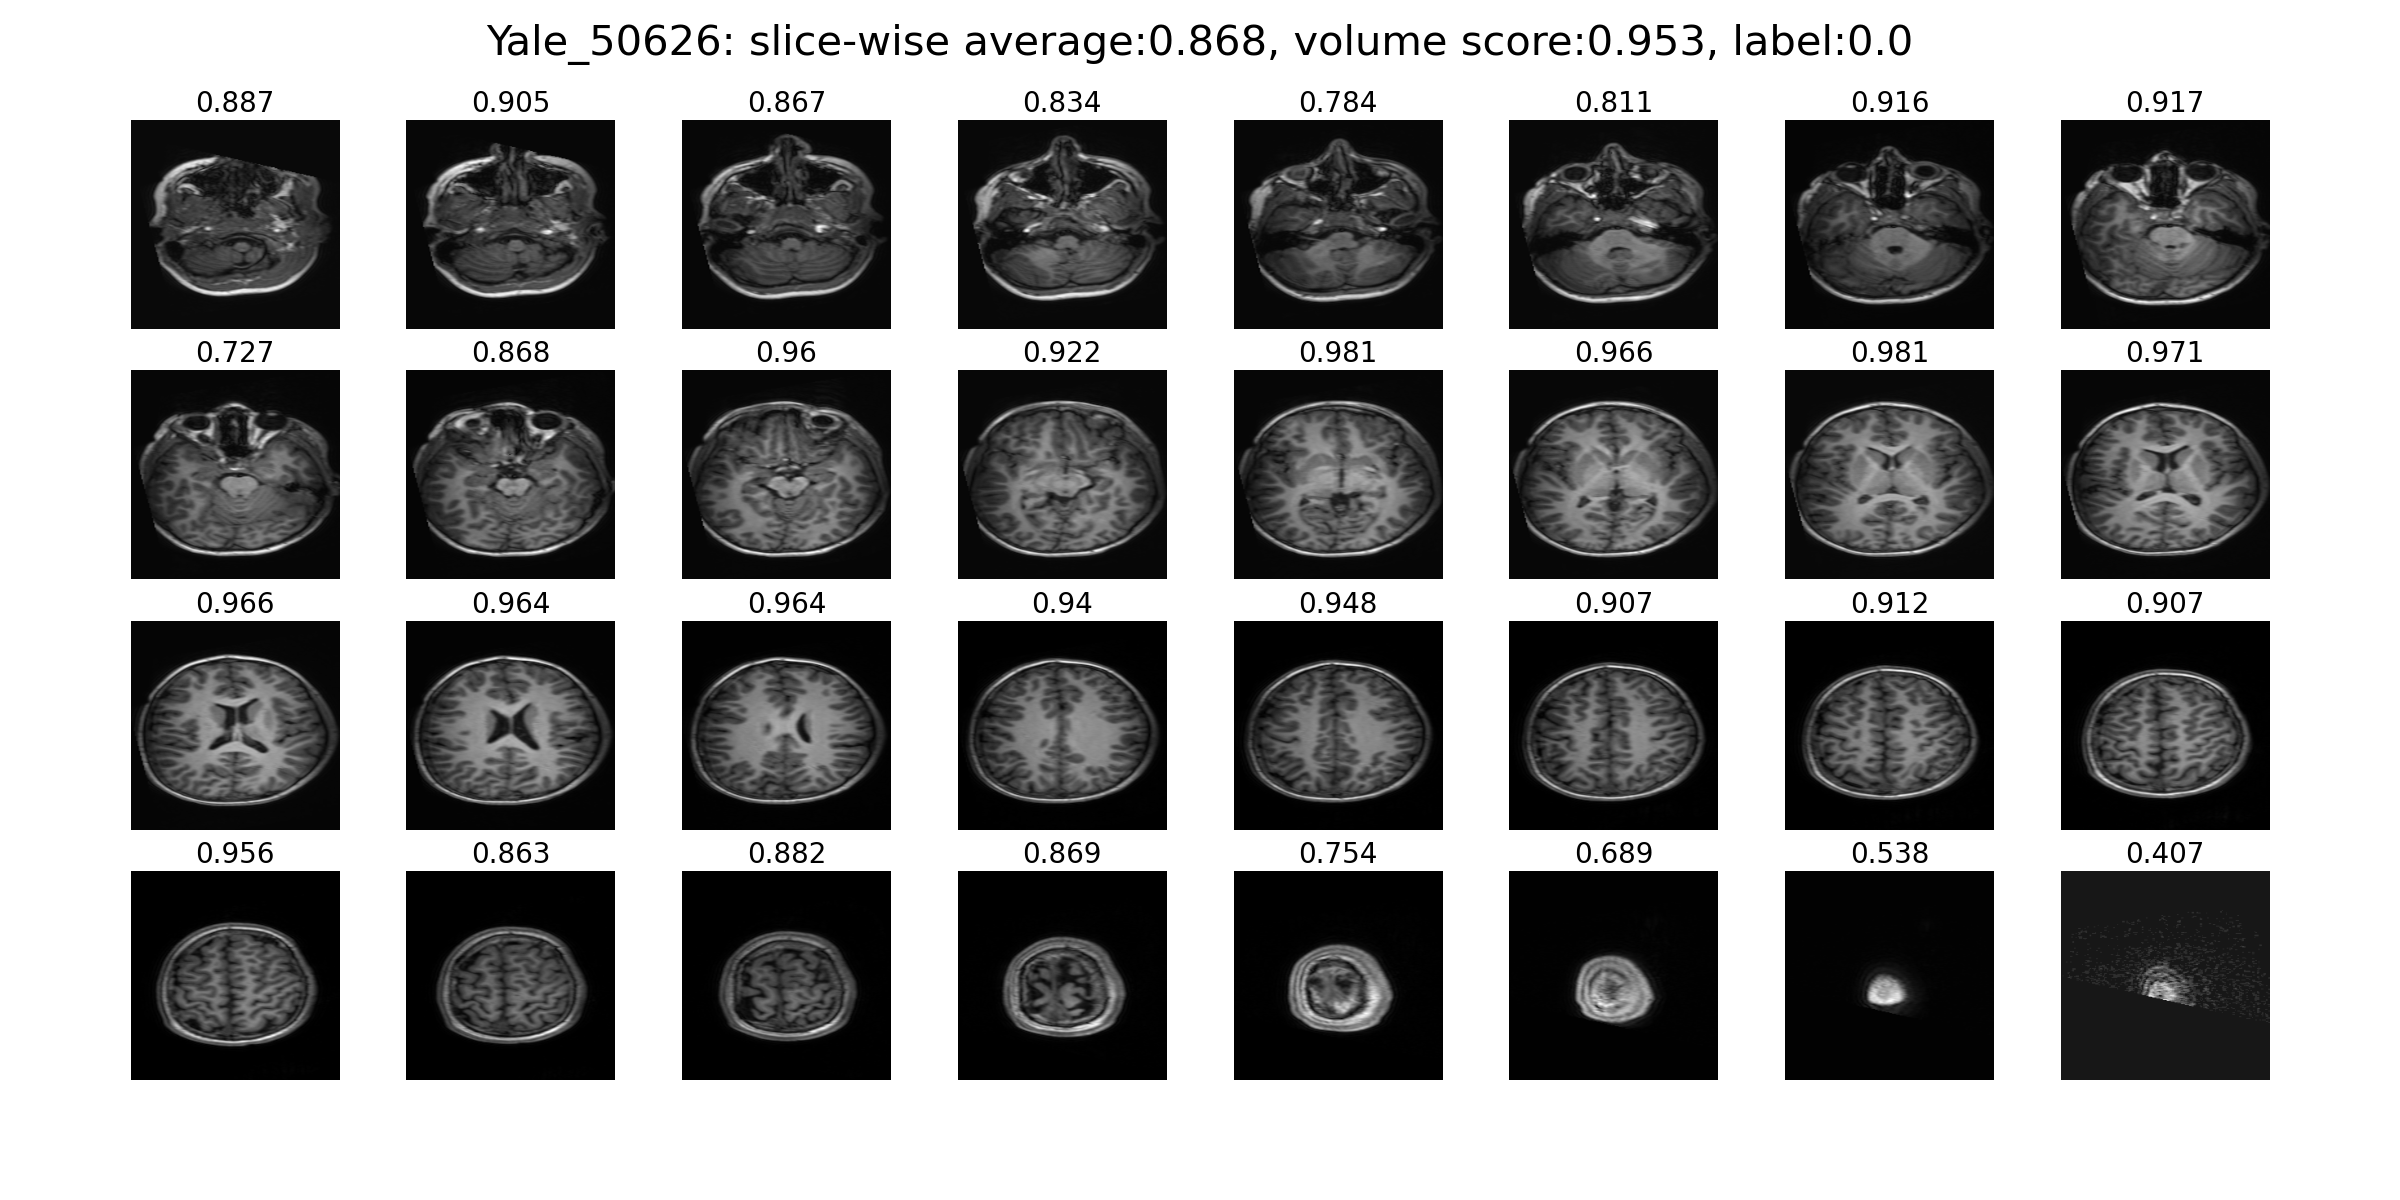 Yale_50626: slice-wise average:0.868, volume score:0.953, label:0.0
0.887 0.905 0.867 0.834 0.784 0.811 0.916 0.917
0.727 0.868 0.96 0.922 0.981 0.966 0.981 0.971
0.966 0.964 0.964 0.94 0.948 0.907 0.912 0.907
0.956 0.863 0.882 0.869 0.754 0.689 0.538 0.407